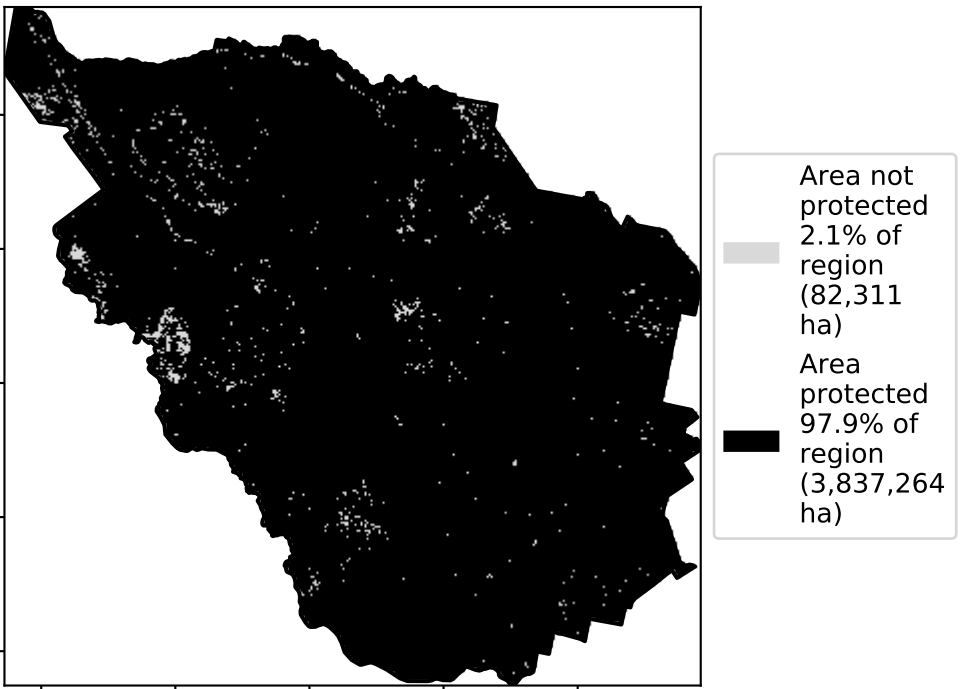 Area not
protected
2.1% of
region
(82,311
ha)
Area
protected
97.9% of
region
(3,837,264
ha)